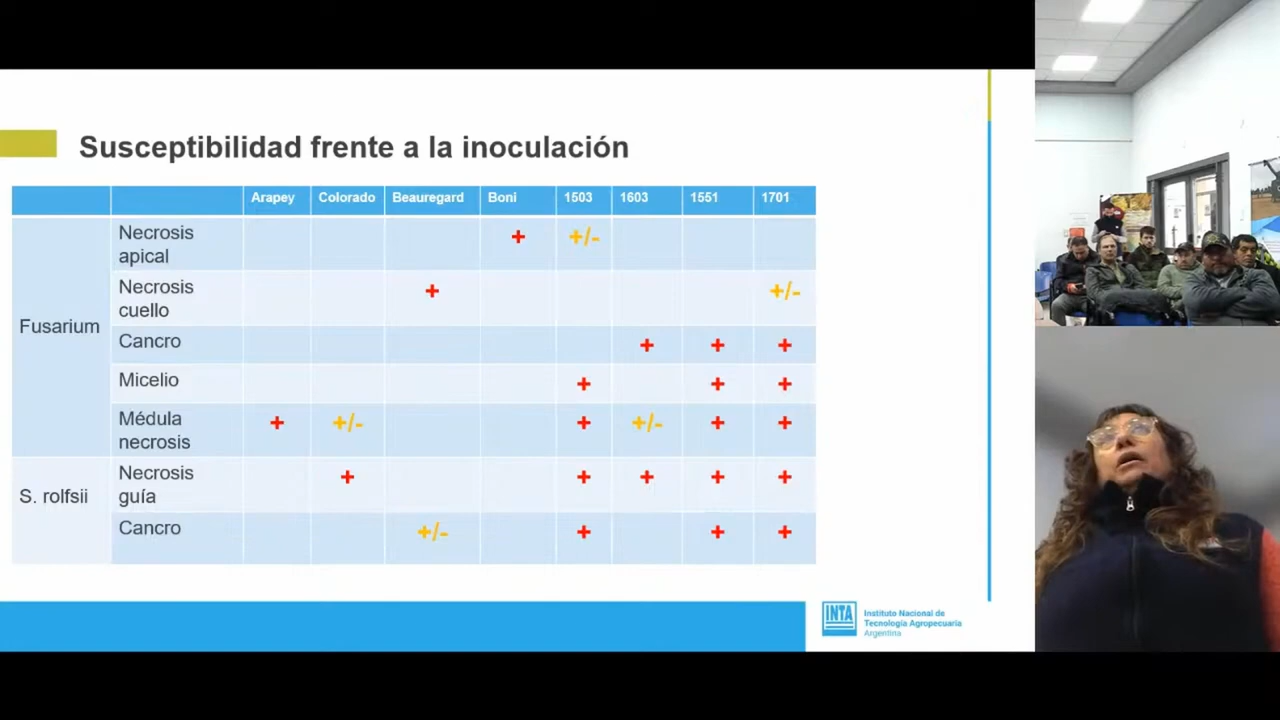 Susceptibilidad frente a la inoculación
Arapey Colorado Beauregard Boni 1503 1603 1551 1701
Fusarium
Necrosis
apical
+ +/-
Necrosis
cuello
+ +/-
Cancro
+ + +
Micelio
+ + +
Médula
necrosis
+ +/- + +/- + +
S. rolfsii
Necrosis
guía
+ + + + +
Cancro
+/- + + +
INTA
Instituto Nacional de
Tecnología Agropecuaria
Argentina